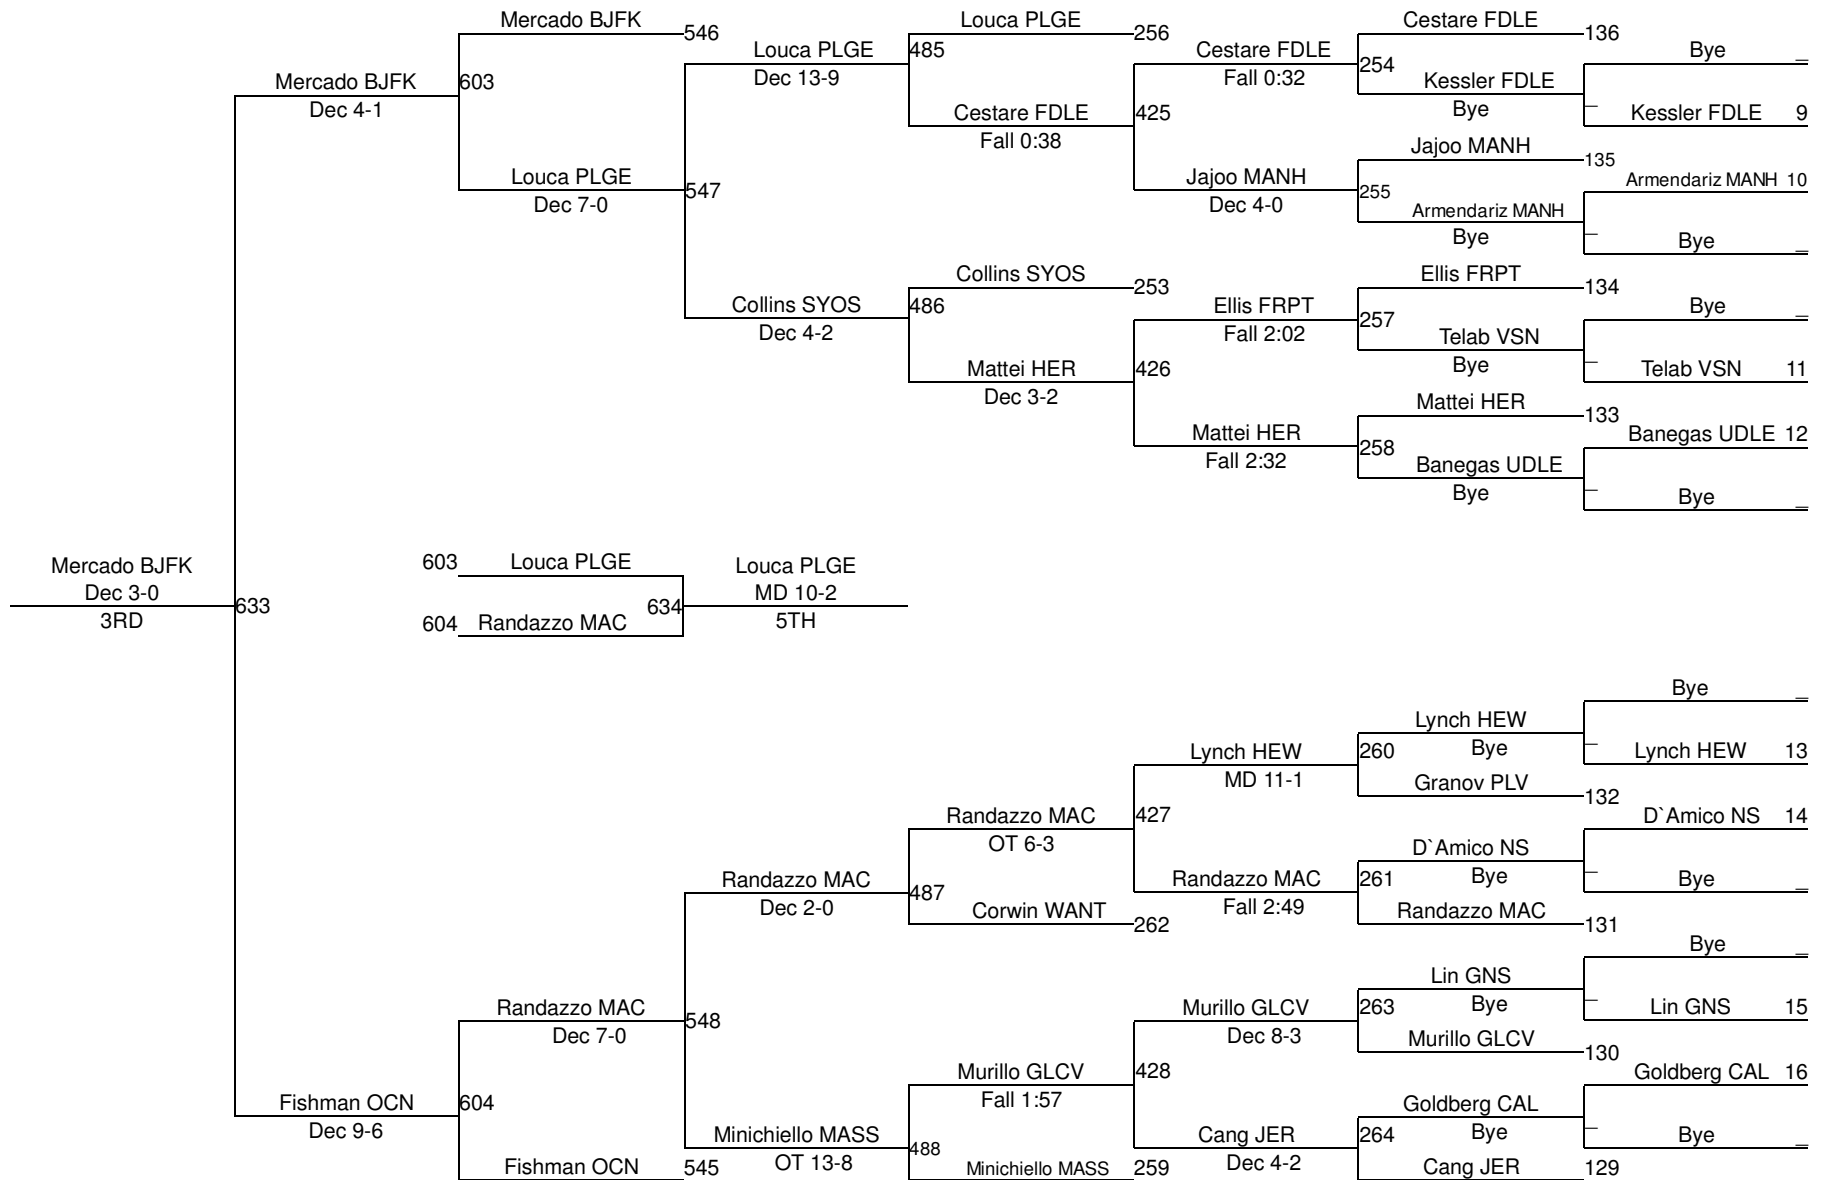 Mercado BJFK
Louca PLGE
Cestare FDLE
546
256
136
Louca PLGE
485
Cestare FDLE
Bye
_
Dec 13-9
Fall 0:32
254
Mercado BJFK
603
Kessler FDLE
Dec 4-1
Bye
_
Cestare FDLE
425
Kessler FDLE
9
Fall 0:38
Jajoo MANH
135
Louca PLGE
547
Jajoo MANH
255
Armendariz MANH
10
Dec 7-0
Dec 4-0
Armendariz MANH
Bye
_
Bye
_
Collins SYOS
253
Ellis FRPT
134
Collins SYOS
486
Ellis FRPT
257
Bye
_
Dec 4-2
Fall 2:02
Telab VSN
Bye
_
Mattei HER
426
Telab VSN
11
Dec 3-2
Mattei HER
133
Mattei HER
258
Banegas UDLE
12
Fall 2:32
Banegas UDLE
Bye
_
Bye
_
Mercado BJFK
603
Louca PLGE
Louca PLGE
Dec 3-0
MD 10-2
633
634
3RD
604
Randazzo MAC
5TH
Bye
_
Lynch HEW
Lynch HEW
260
Bye
_
Lynch HEW
13
MD 11-1
Granov PLV
132
Randazzo MAC
427
D`Amico NS
14
OT 6-3
D`Amico NS
Randazzo MAC
487
Randazzo MAC
261
Bye
_
Bye
_
Dec 2-0
Corwin WANT
262
Fall 2:49
Randazzo MAC
131
Bye
_
Lin GNS
Randazzo MAC
548
Murillo GLCV
263
Bye
_
Lin GNS
15
Dec 7-0
Dec 8-3
Murillo GLCV
130
Murillo GLCV
428
Goldberg CAL
16
Fishman OCN
604
Fall 1:57
Goldberg CAL
Dec 9-6
Minichiello MASS
488
Cang JER
264
Bye
_
Bye
_
OT 13-8
Dec 4-2
Fishman OCN
545
Minichiello MASS
259
Cang JER
129